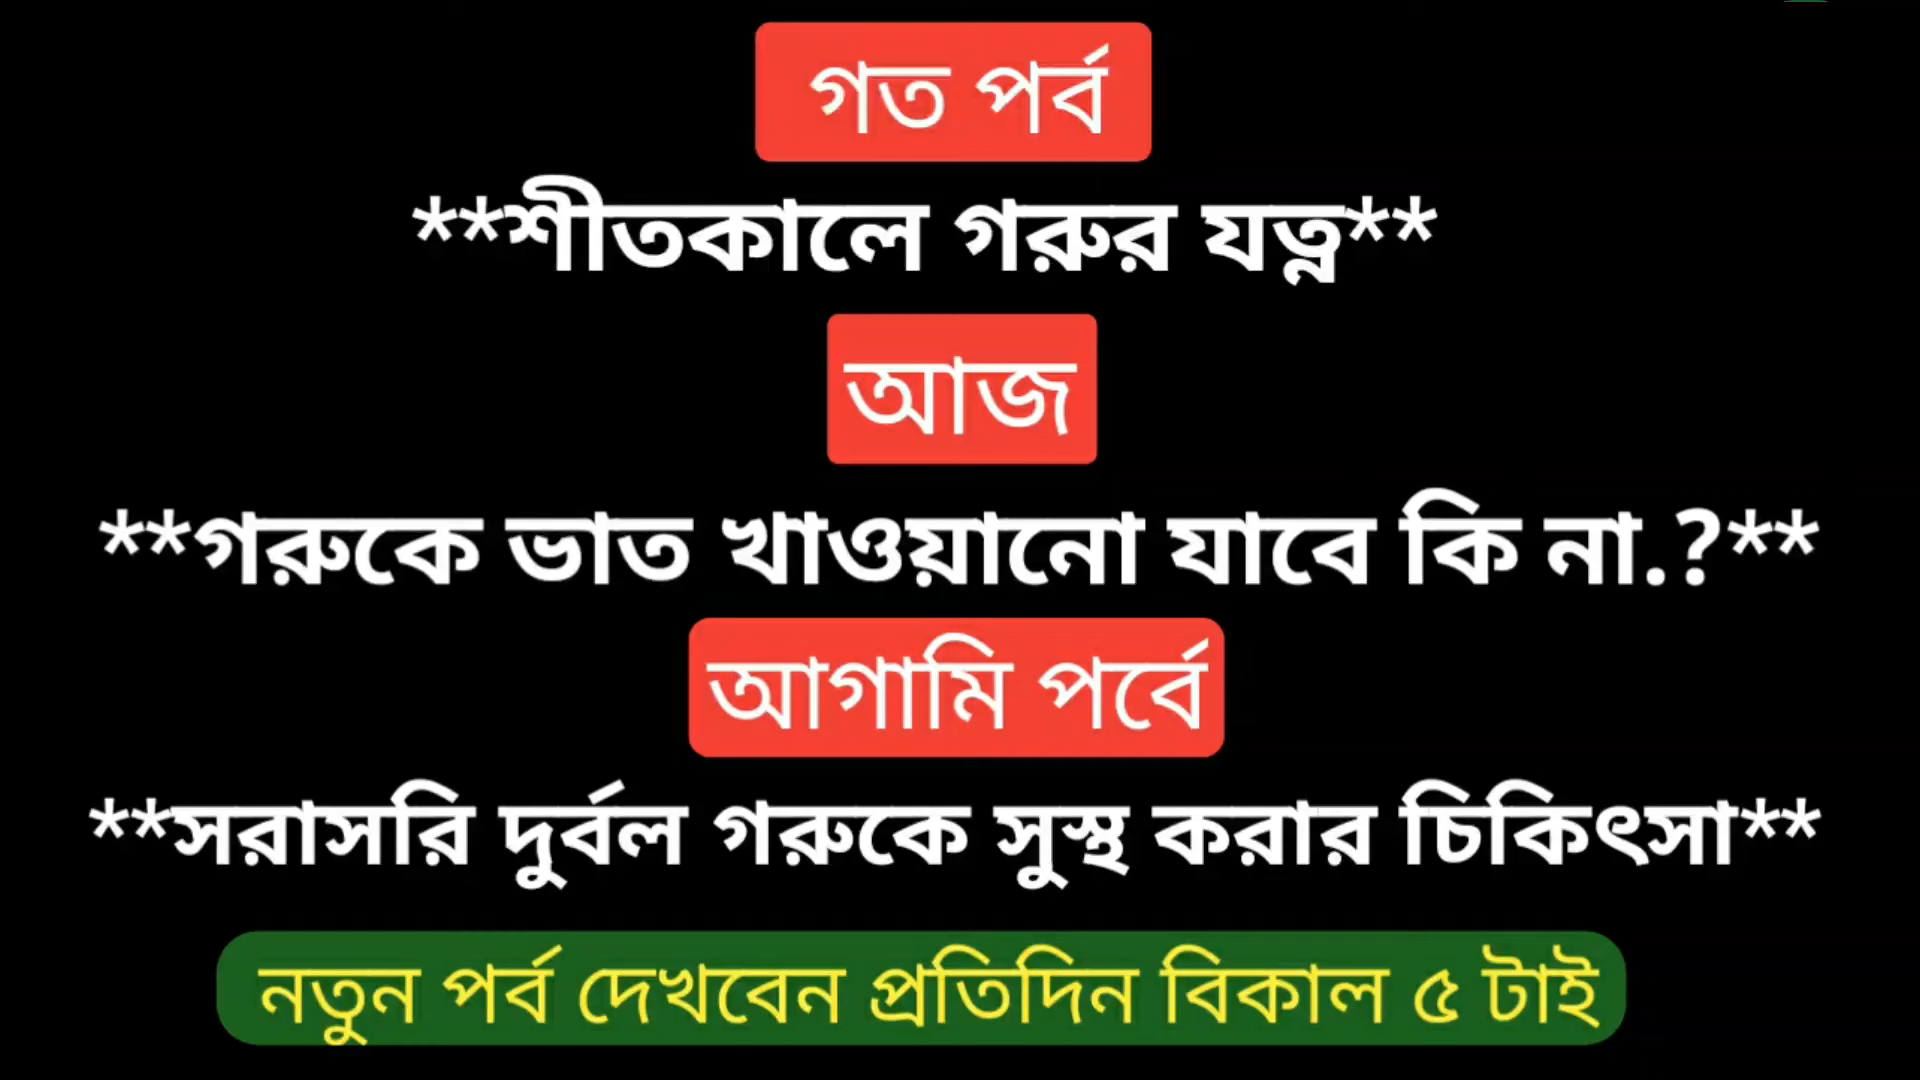 গত পর্ব
**শীতকালে গরুর যত্ন**
আজ
**গরুকে ভাত খাওয়ানো যাবে কি না.?**
আগামি পর্বে
**সরাসরি দুর্বল গরুকে সুস্থ করার চিকিৎসা**
নতুন পর্ব দেখবেন প্রতিদিন বিকাল ৫ টাই